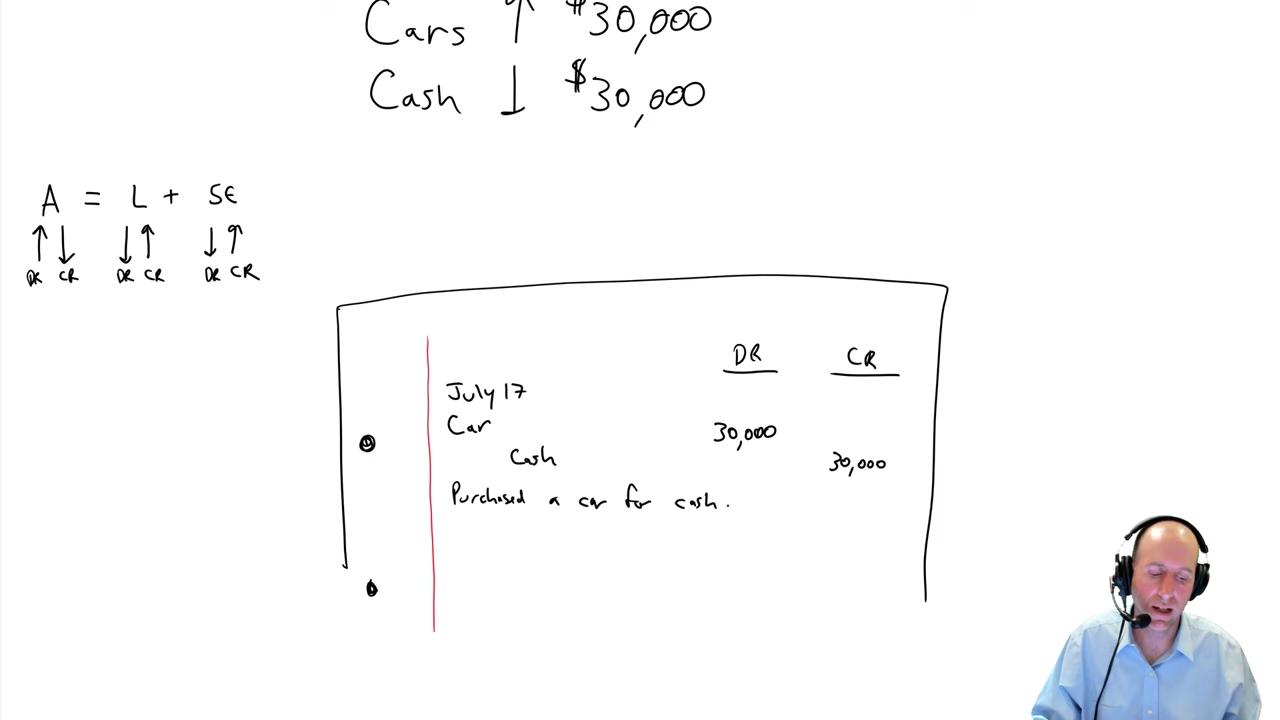 Cars ↑ $30,000
Cash ↓ $30,000
A = L + SE
↑ ↓ ↓ ↑ ↓ ↑
DR CR DR CR DR CR
DR CR
July 17
Car 30,000
Cash 30,000
Purchased a car for cash.